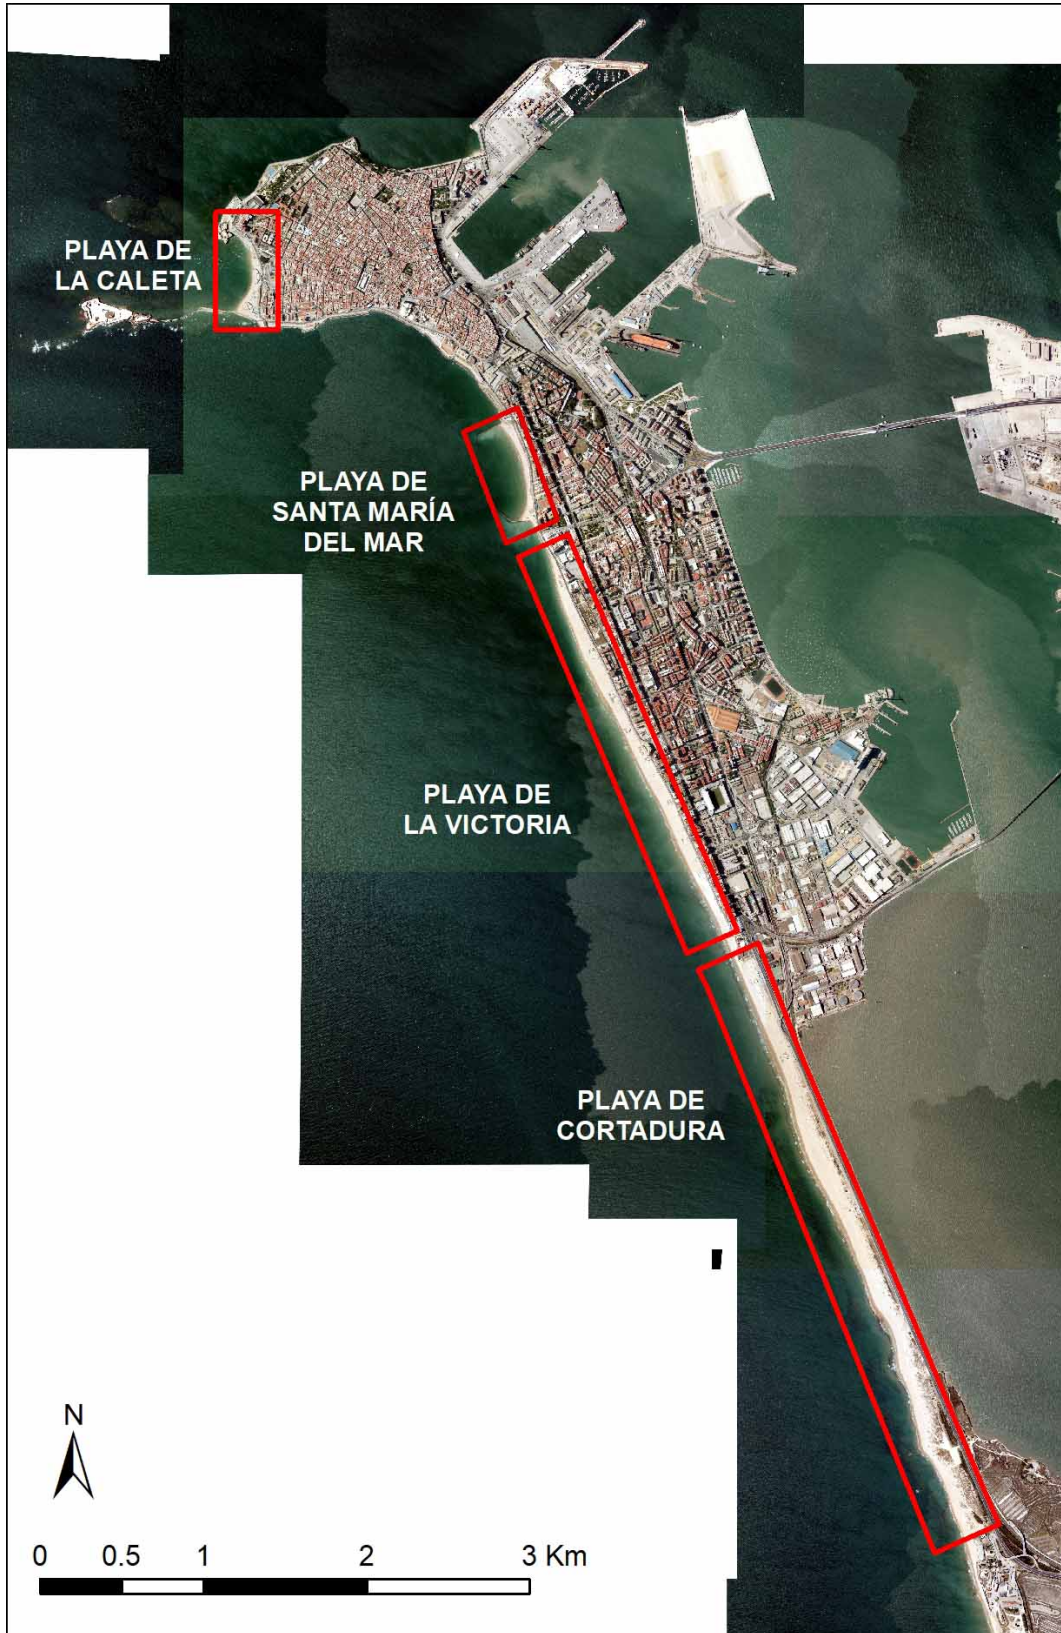 PLAYA DE
LA CALETA
PLAYA DE
SANTA MARÍA
DEL MAR
PLAYA DE
LA VICTORIA
PLAYA DE
CORTADURA
N
0 0.5 1 2 3 Km